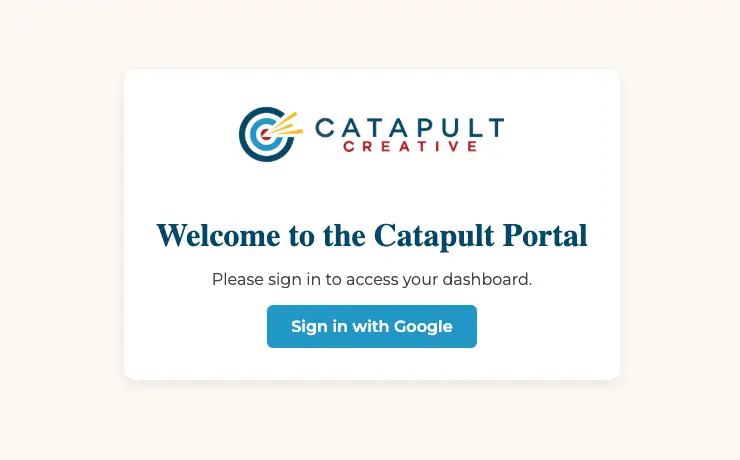 CATAPULT
CREATIVE
Welcome to the Catapult Portal
Please sign in to access your dashboard.
Sign in with Google